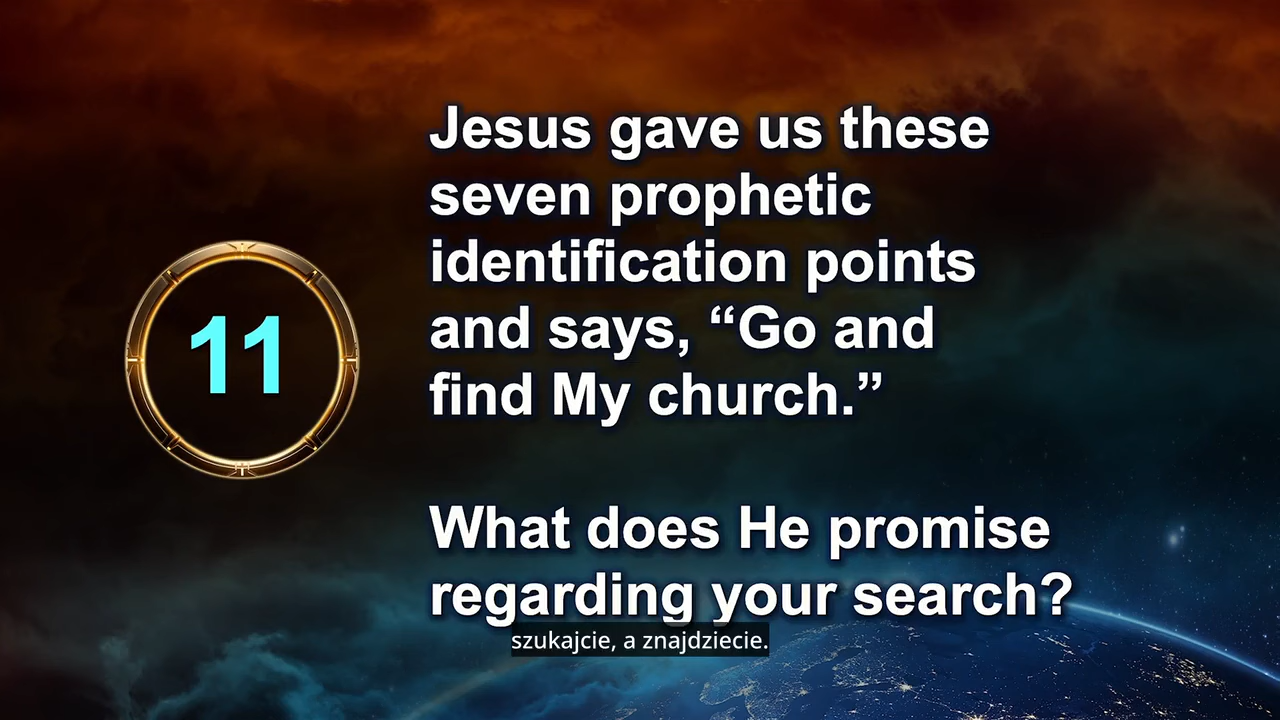 11
Jesus gave us these
seven prophetic
identification points
and says, “Go and
find My church.”
What does He promise
regarding your search?
szukajcie, a znajdziecie.